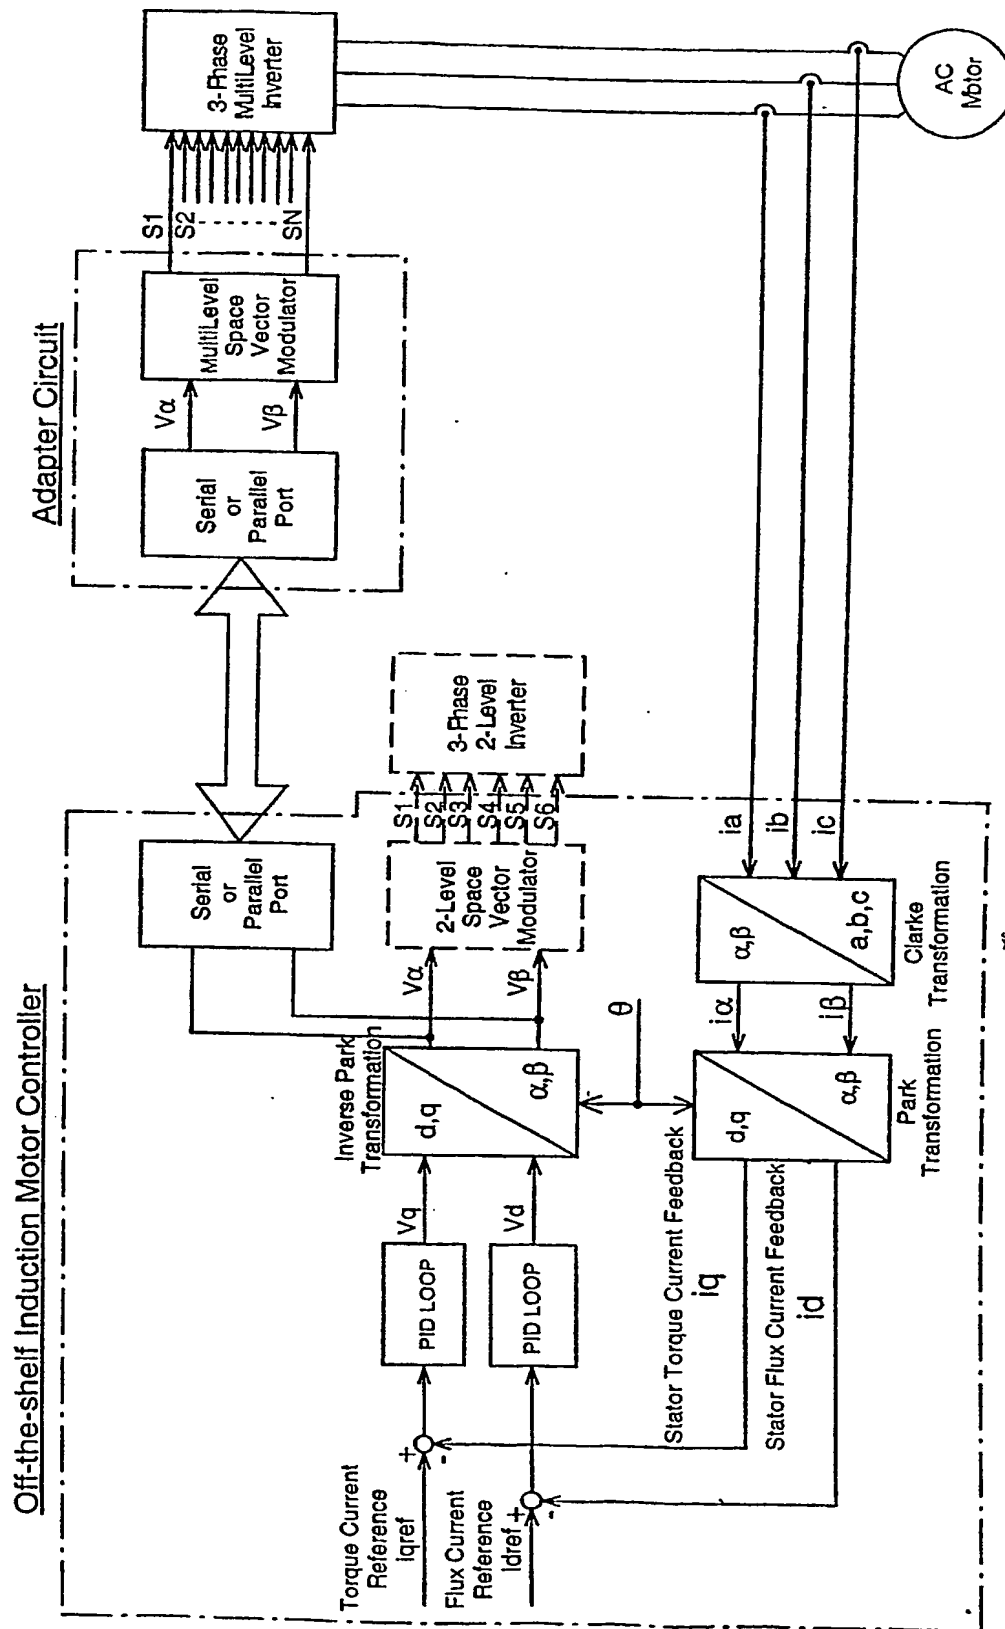 Off-the-shelf Induction Motor Controller
Adapter Circuit
Torque Current
Reference
Iqref
+
-
Flux Current
Reference
Idref
+
-
PID LOOP
PID LOOP
Vq
Vd
Inverse Park
Transformation
d,q
α,β
Vα
Vβ
Serial
or
Parallel
Port
2-Level
Space
Vector
Modulator
S1
S2
S3
S4
S5
S6
3-Phase
2-Level
Inverter
Serial
or
Parallel
Port
Vα
Vβ
MultiLevel
Space
Vector
Modulator
S1
S2
SN
3-Phase
MultiLevel
Inverter
θ
Stator Torque Current Feedback
iq
Stator Flux Current Feedback
id
d,q
α,β
Park
Transformation
iα
iβ
α,β
a,b,c
Clarke
Transformation
ia
ib
ic
AC
Motor